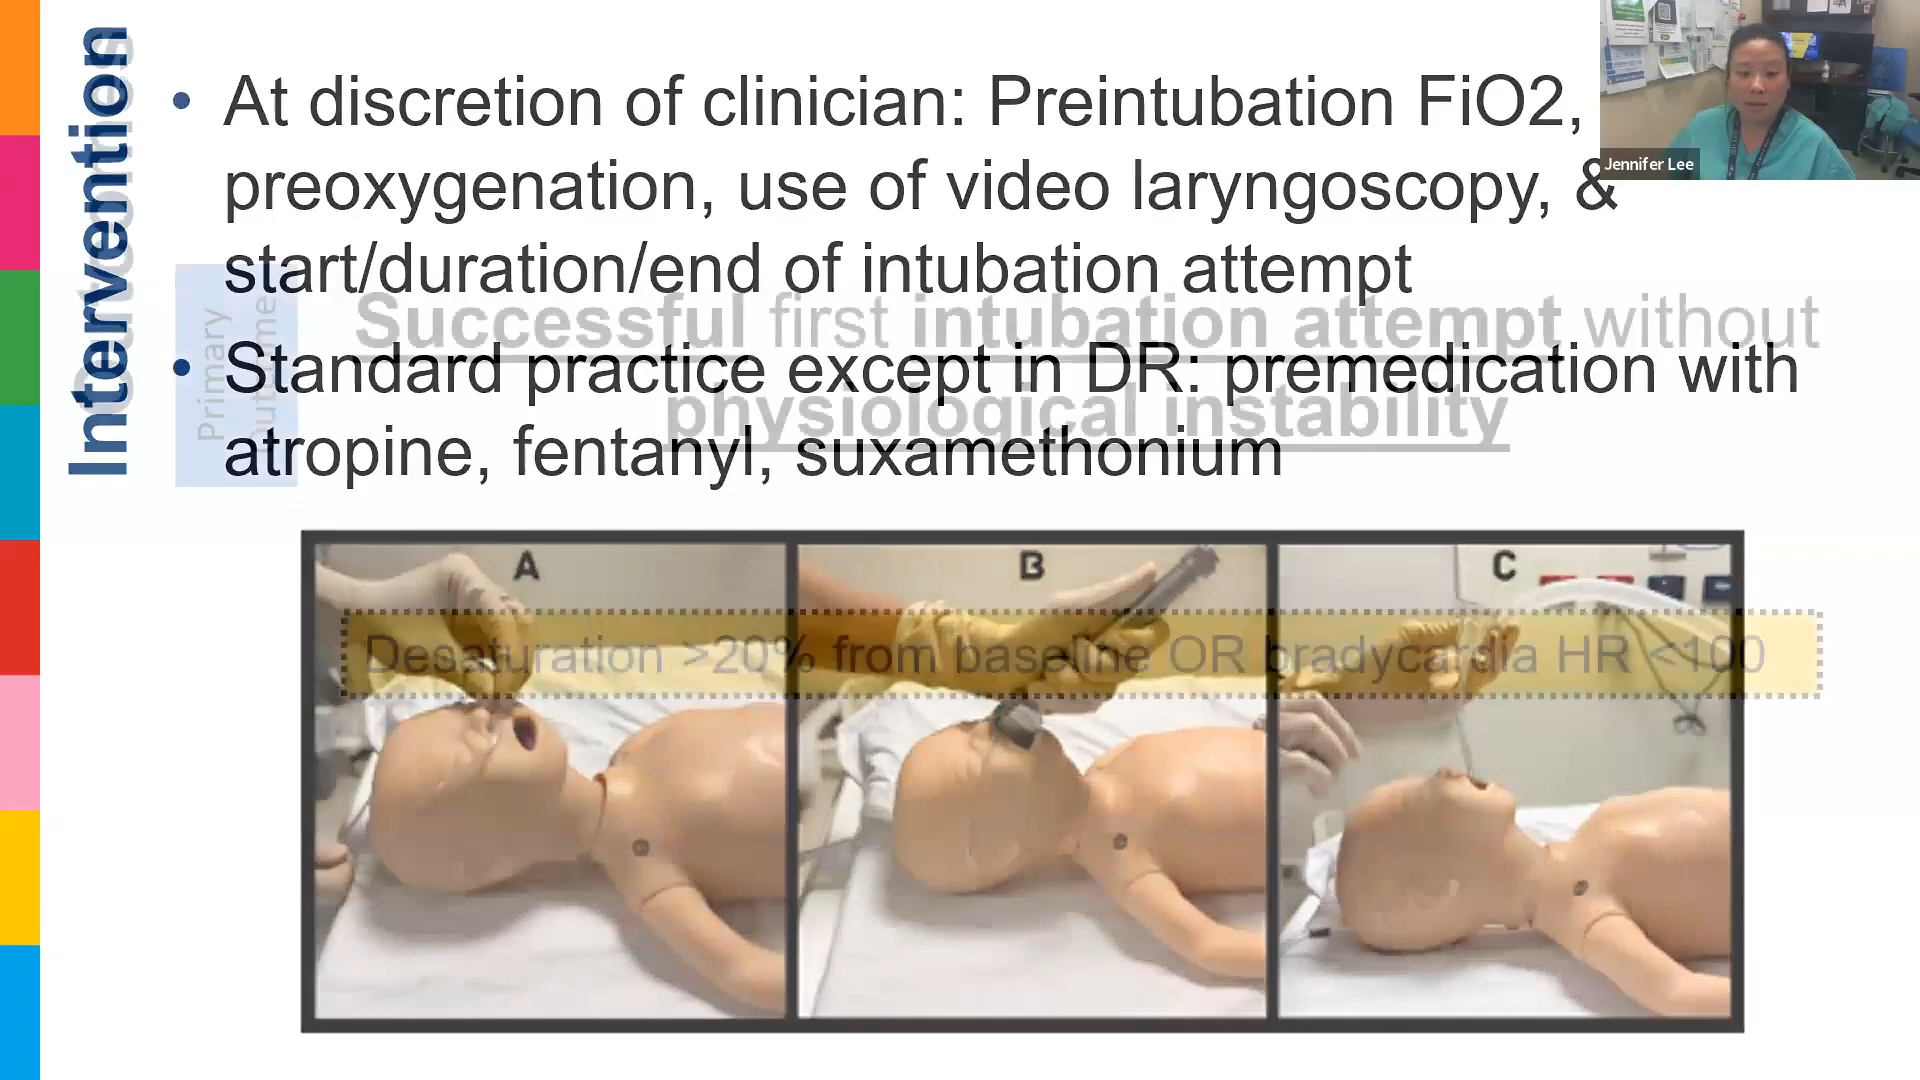 Intervention
• At discretion of clinician: Preintubation FiO2,
preoxygenation, use of video laryngoscopy, &
start/duration/end of intubation attempt
• Standard practice except in DR: premedication with
atropine, fentanyl, suxamethonium
Primary
Outcome
Successful first intubation attempt without
physiological instability
A
B
C
Desaturation >20% from baseline OR bradycardia HR <100
Jennifer Lee